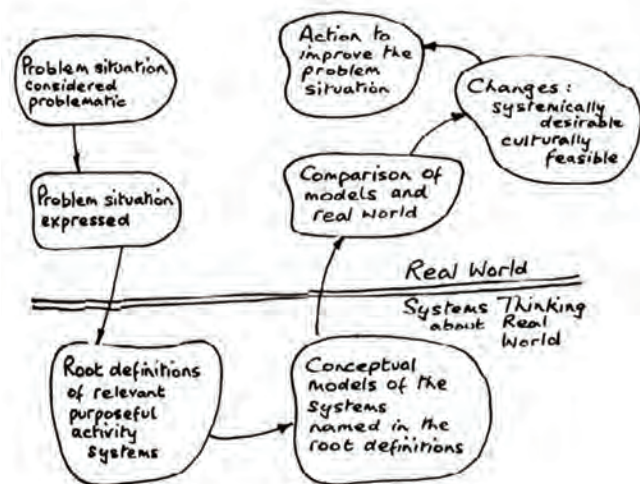 Problem situation
considered
problematic
Problem situation
expressed
Root definitions
of relevant
purposeful
activity
systems
Conceptual
models of the
systems
named in the
root definitions
Comparison of
models and
real world
Changes:
systemically
desirable
culturally
feasible
Action to
improve the
problem
situation
Real World
Systems Thinking
about Real
World